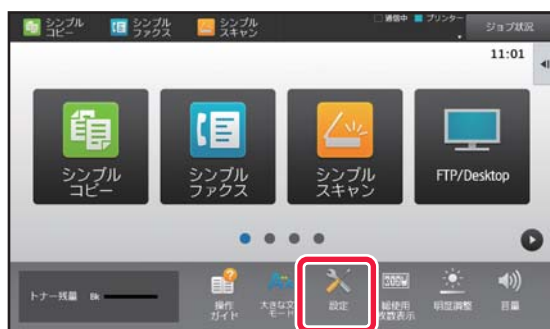 シンプル
コピー
シンプル
ファクス
シンプル
スキャン
通信中
プリンター
ジョブ状況
11:01
シンプル
コピー
シンプル
ファクス
シンプル
スキャン
FTP/Desktop
トナー残量 Bk
操作
ガイド
大きな文字
モード
設定
総使用
枚数表示
明度調整
音量